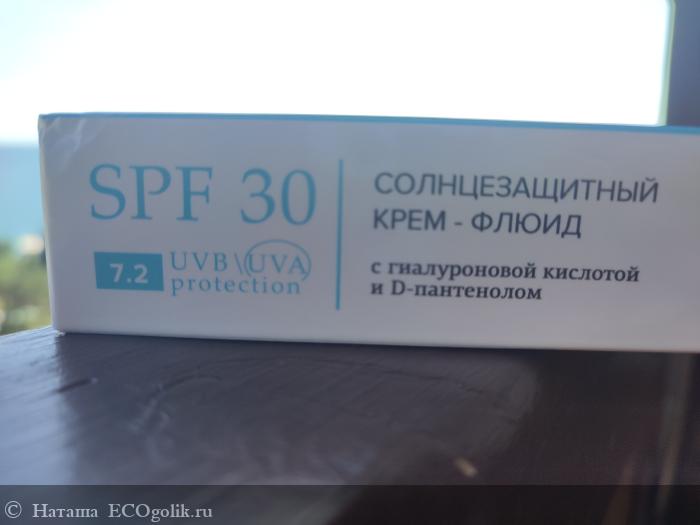 SPF 30
7.2 UVB\UVA
protection
СОЛНЦЕЗАЩИТНЫЙ
КРЕМ - ФЛЮИД
с гиалуроновой кислотой
и D-пантенолом
© Наташа ECOgolik.ru